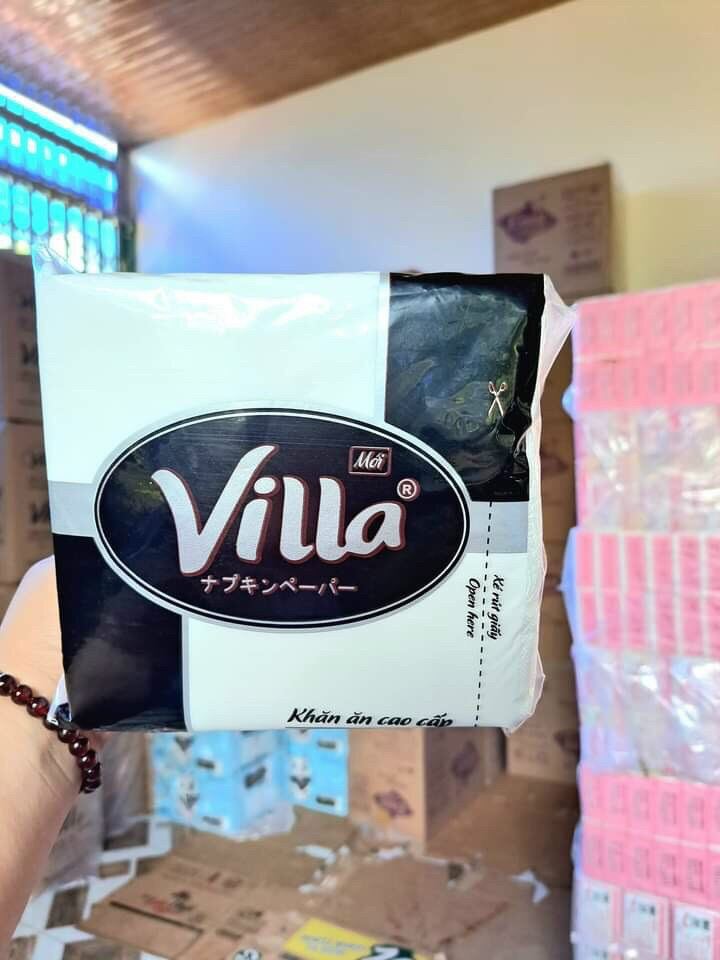 Mới
Villa®
ナプキンペーパー
Xé rút giấy
Open here
Khăn ăn cao cấp